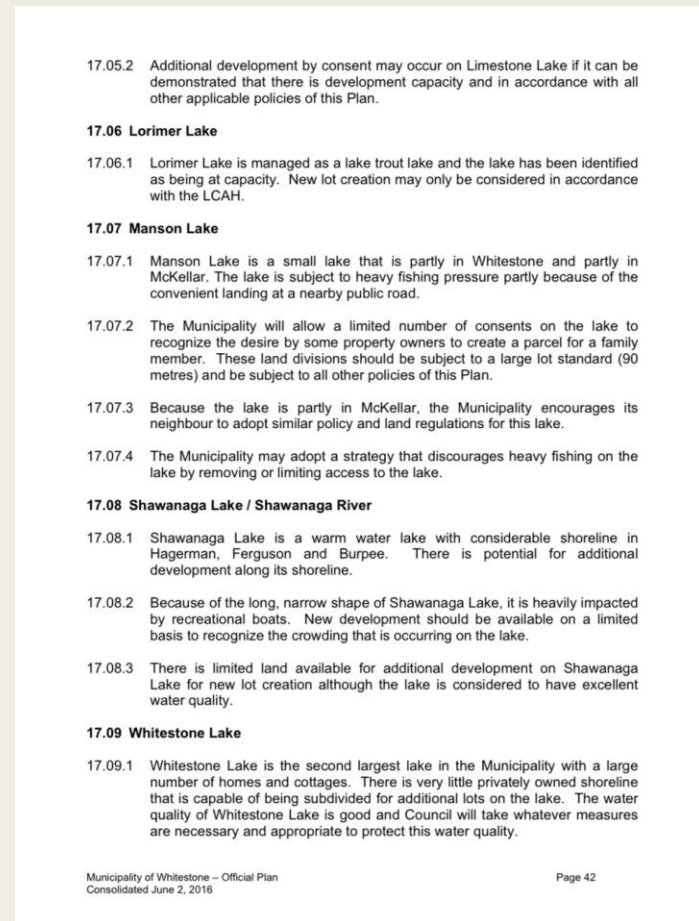 17.05.2 Additional development by consent may occur on Limestone Lake if it can be
demonstrated that there is development capacity and in accordance with all
other applicable policies of this Plan.
17.06 Lorimer Lake
17.06.1 Lorimer Lake is managed as a lake trout lake and the lake has been identified
as being at capacity. New lot creation may only be considered in accordance
with the LCAH.
17.07 Manson Lake
17.07.1 Manson Lake is a small lake that is partly in Whitestone and partly in
McKellar. The lake is subject to heavy fishing pressure partly because of the
convenient landing at a nearby public road.
17.07.2 The Municipality will allow a limited number of consents on the lake to
recognize the desire by some property owners to create a parcel for a family
member. These land divisions should be subject to a large lot standard (90
metres) and be subject to all other policies of this Plan.
17.07.3 Because the lake is partly in McKellar, the Municipality encourages its
neighbour to adopt similar policy and land regulations for this lake.
17.07.4 The Municipality may adopt a strategy that discourages heavy fishing on the
lake by removing or limiting access to the lake.
17.08 Shawanaga Lake / Shawanaga River
17.08.1 Shawanaga Lake is a warm water lake with considerable shoreline in
Hagerman, Ferguson and Burpee. There is potential for additional
development along its shoreline.
17.08.2 Because of the long, narrow shape of Shawanaga Lake, it is heavily impacted
by recreational boats. New development should be available on a limited
basis to recognize the crowding that is occurring on the lake.
17.08.3 There is limited land available for additional development on Shawanaga
Lake for new lot creation although the lake is considered to have excellent
water quality.
17.09 Whitestone Lake
17.09.1 Whitestone Lake is the second largest lake in the Municipality with a large
number of homes and cottages. There is very little privately owned shoreline
that is capable of being subdivided for additional lots on the lake. The water
quality of Whitestone Lake is good and Council will take whatever measures
are necessary and appropriate to protect this water quality.
Municipality of Whitestone – Official Plan Page 42
Consolidated June 2, 2016